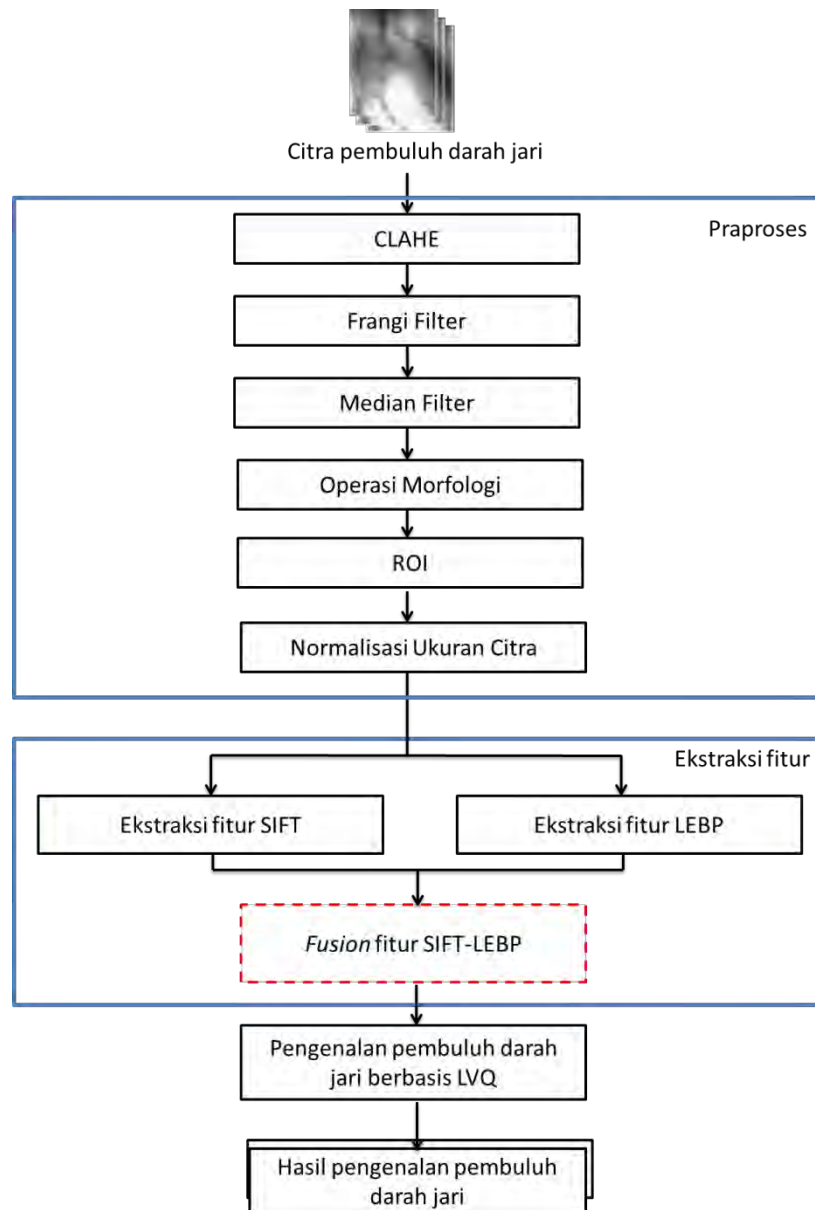 Citra pembuluh darah jari
Praproses
CLAHE
Frangi Filter
Median Filter
Operasi Morfologi
ROI
Normalisasi Ukuran Citra
Ekstraksi fitur
Ekstraksi fitur SIFT
Ekstraksi fitur LEBP
Fusion fitur SIFT-LEBP
Pengenalan pembuluh darah
jari berbasis LVQ
Hasil pengenalan pembuluh
darah jari